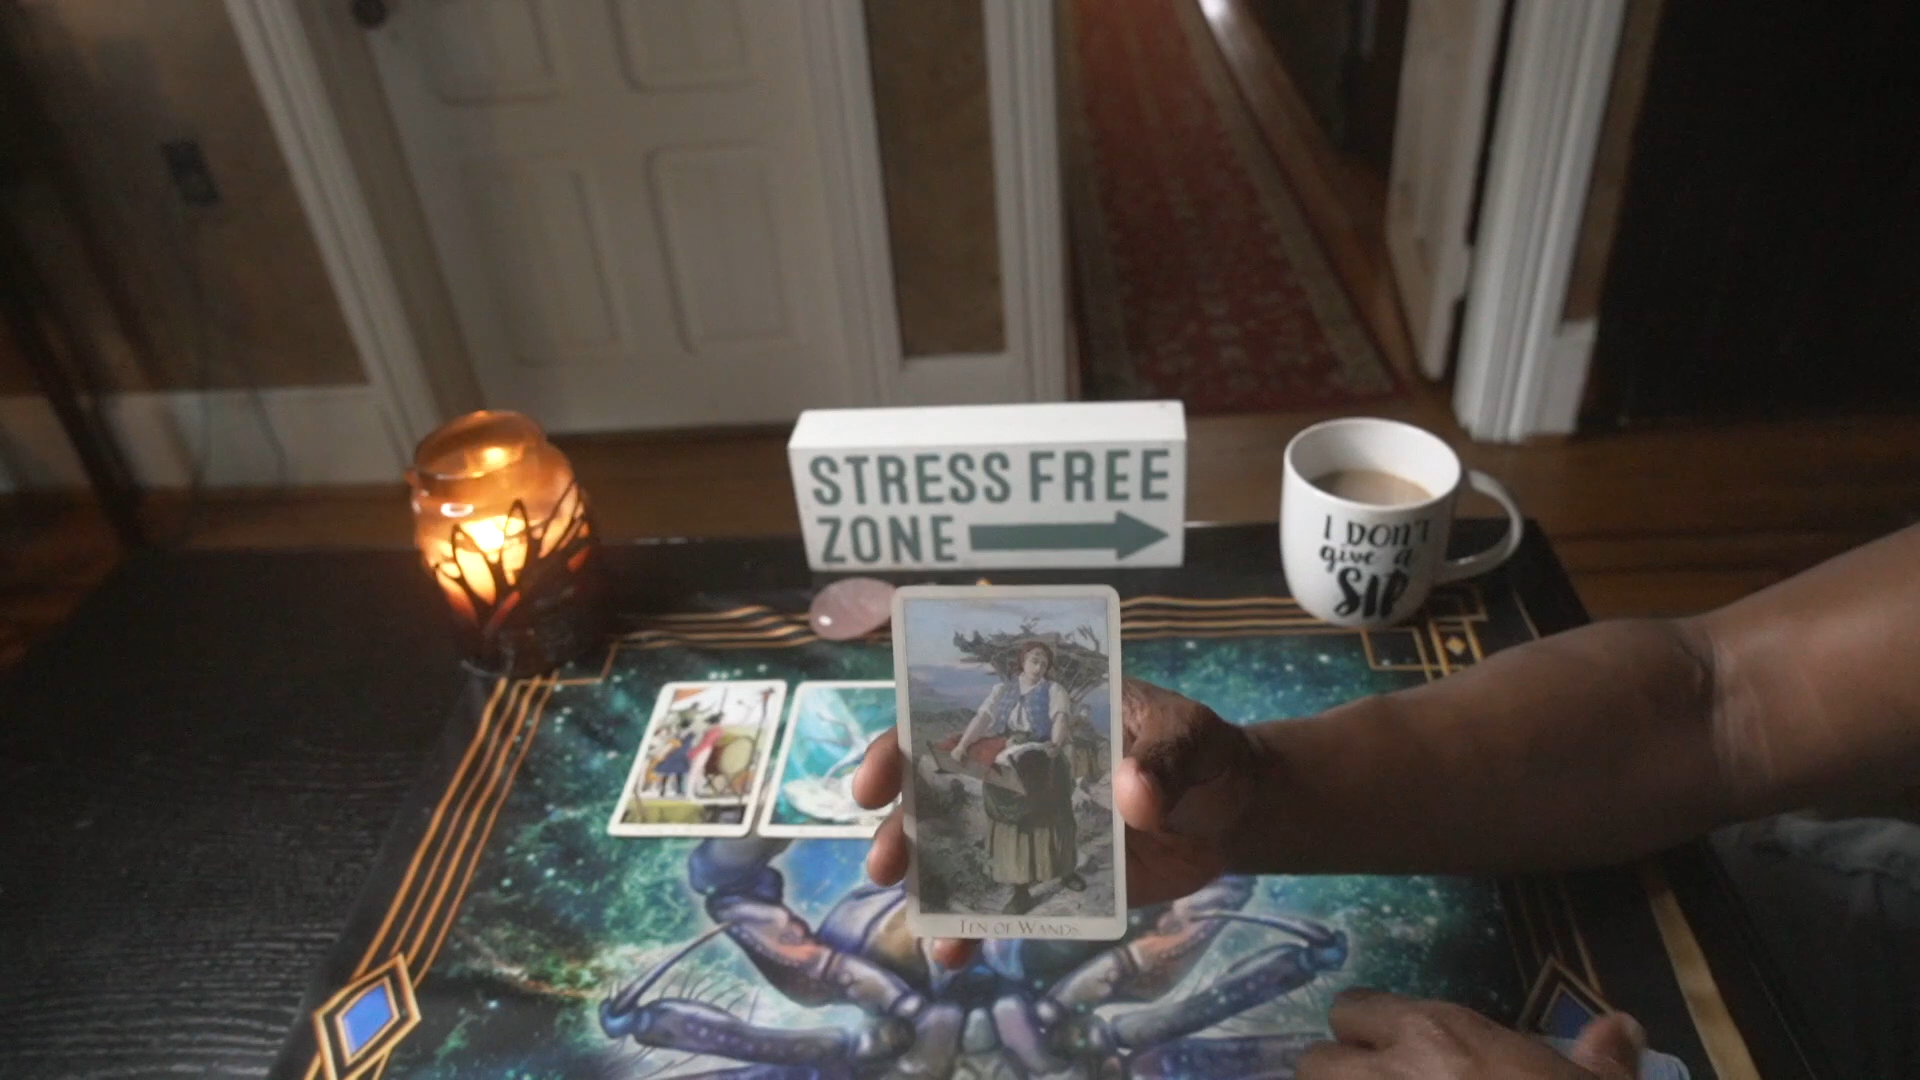 STRESS FREE
ZONE
I DON'T
give a
SIP
TEN OF WANDS